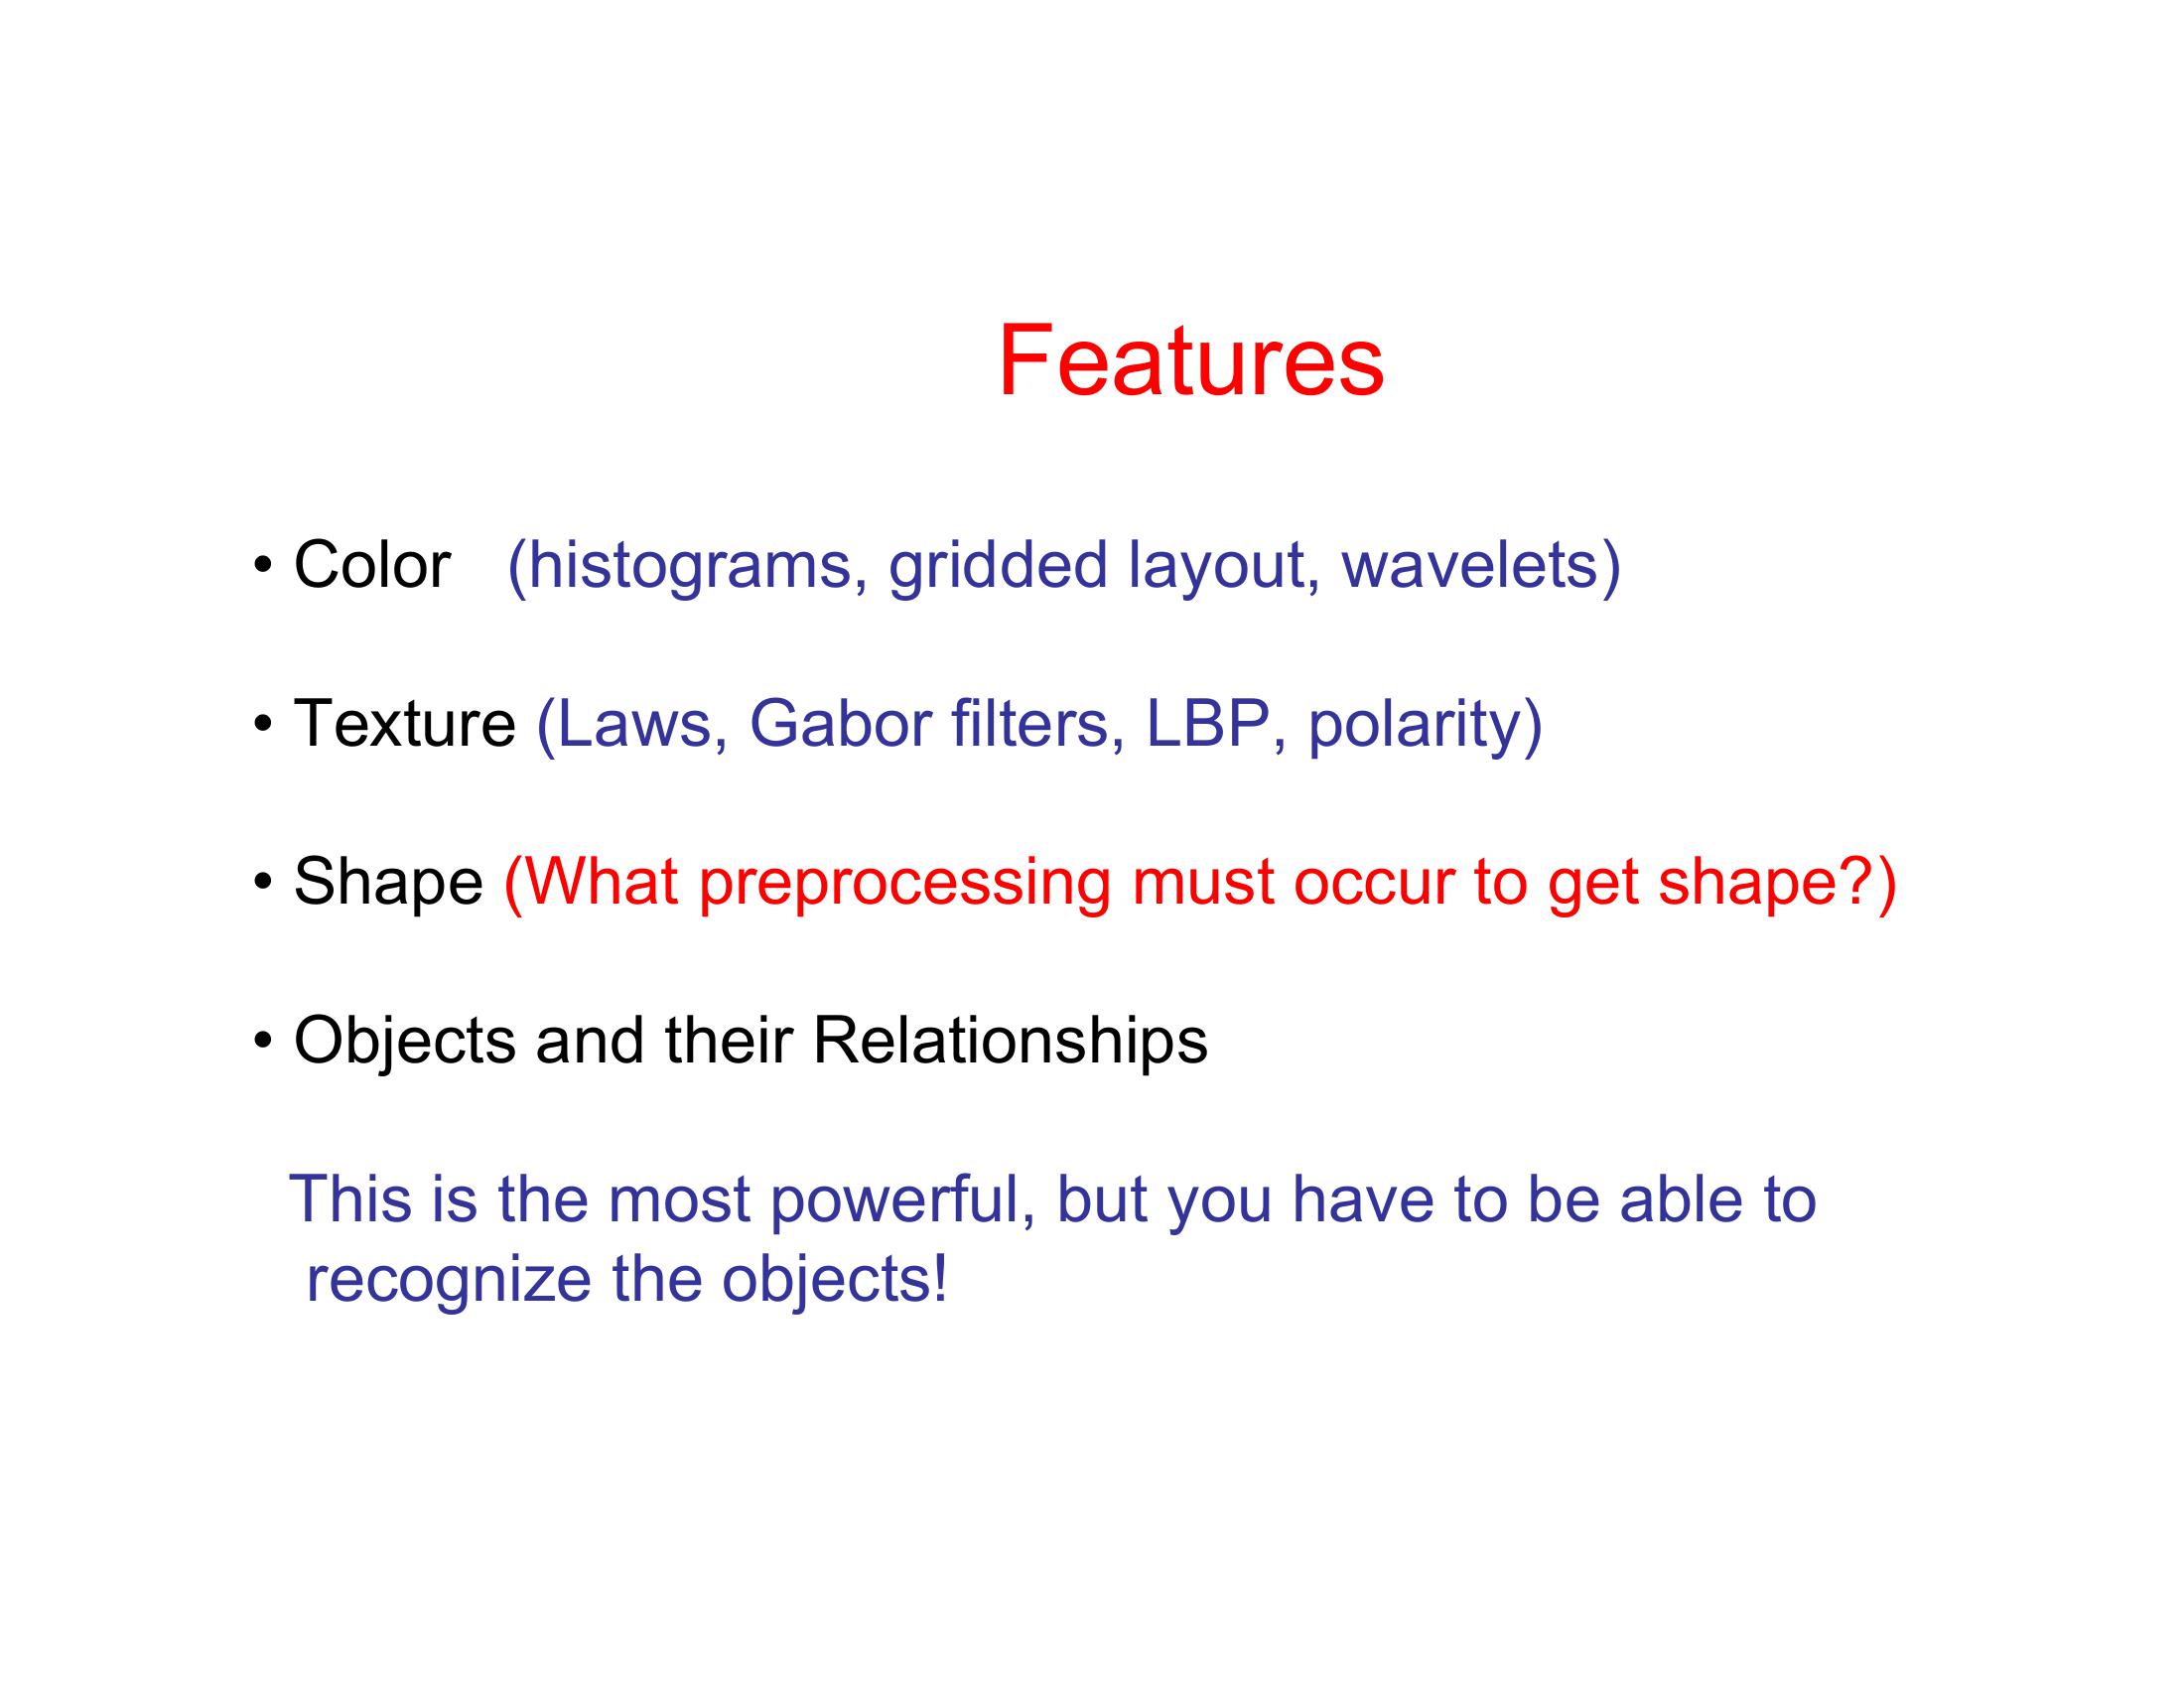 Features
• Color (histograms, gridded layout, wavelets)
• Texture (Laws, Gabor filters, LBP, polarity)
• Shape (What preprocessing must occur to get shape?)
• Objects and their Relationships
This is the most powerful, but you have to be able to
recognize the objects!